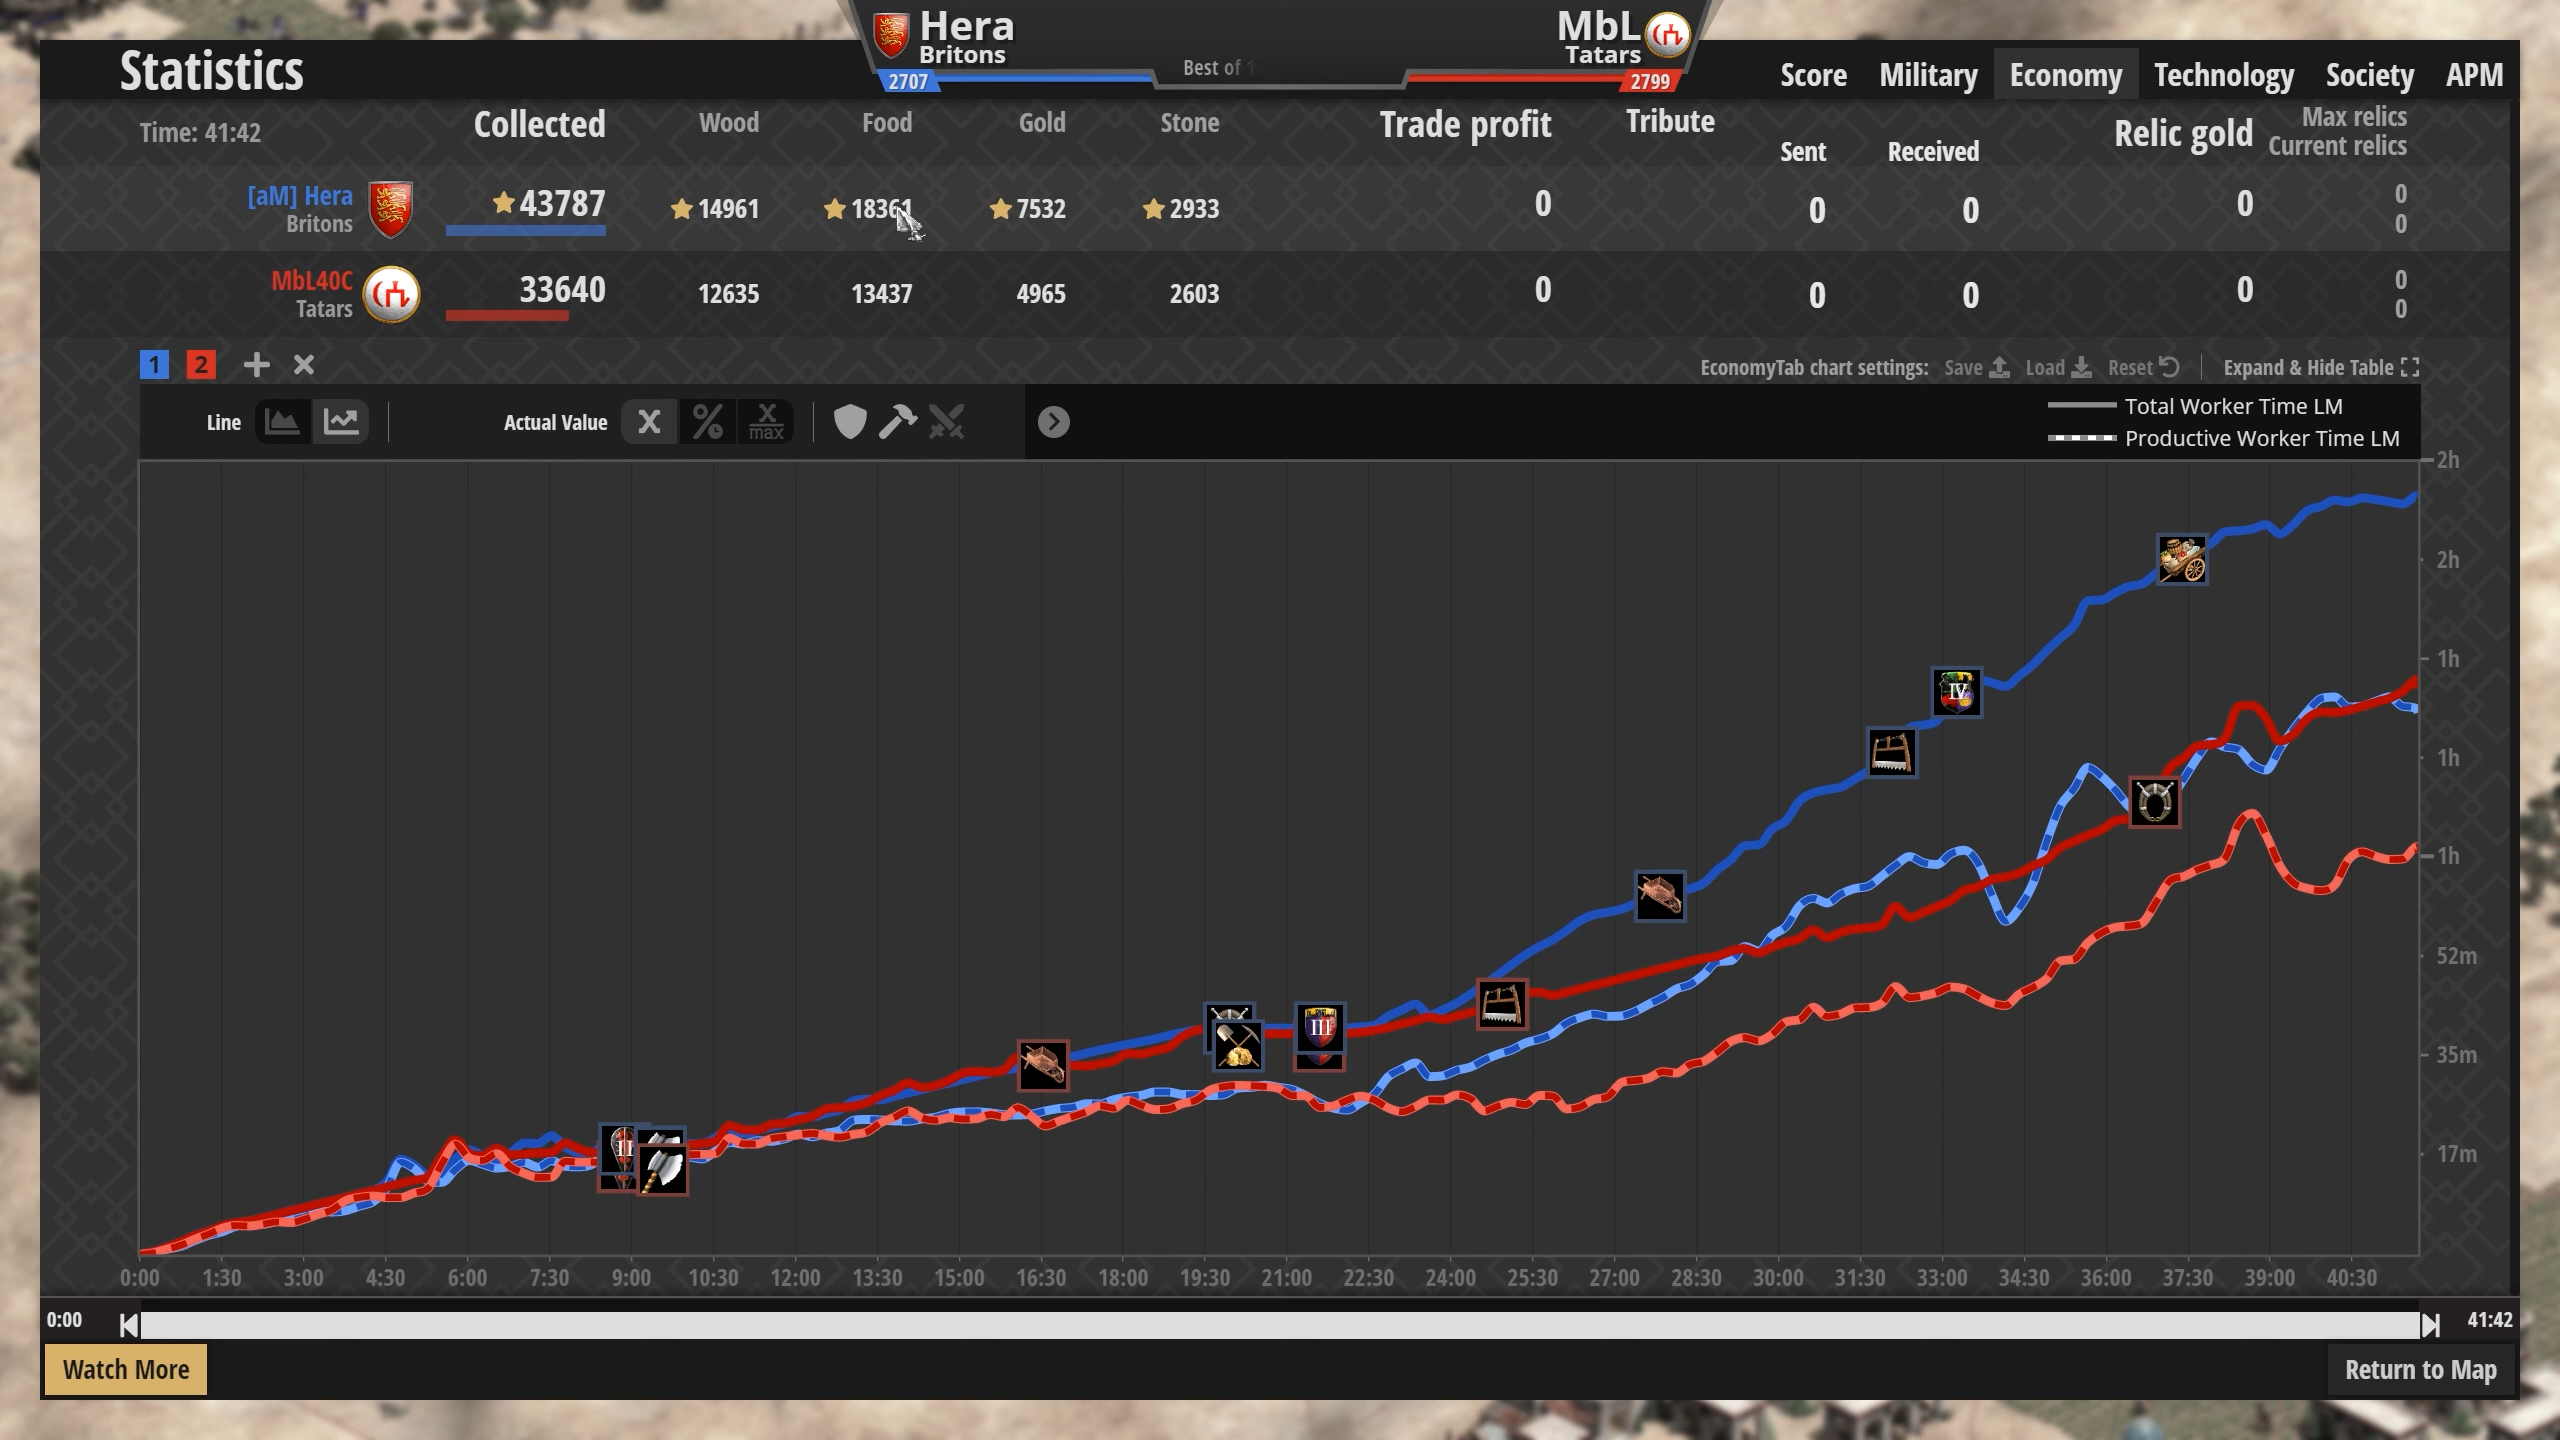 Hera
Britons
2707
Best of 1
MbL
Tatars
2799
Statistics
Score Military Economy Technology Society APM
Time: 41:42
Collected Wood Food Gold Stone Trade profit Tribute Sent Received Relic gold Max relics
Current relics
[aM] Hera
Britons
43787 14961 18361 7532 2933 0 0 0 0 0
0
MbL40C
Tatars
33640 12635 13437 4965 2603 0 0 0 0 0
0
1 2
EconomyTab chart settings: Save Load Reset Expand & Hide Table
Line Actual Value X % X
max
Total Worker Time LM
Productive Worker Time LM
2h
2h
1h
1h
1h
52m
35m
17m
II
III
IV
0:00 1:30 3:00 4:30 6:00 7:30 9:00 10:30 12:00 13:30 15:00 16:30 18:00 19:30 21:00 22:30 24:00 25:30 27:00 28:30 30:00 31:30 33:00 34:30 36:00 37:30 39:00 40:30
0:00 41:42
Watch More Return to Map